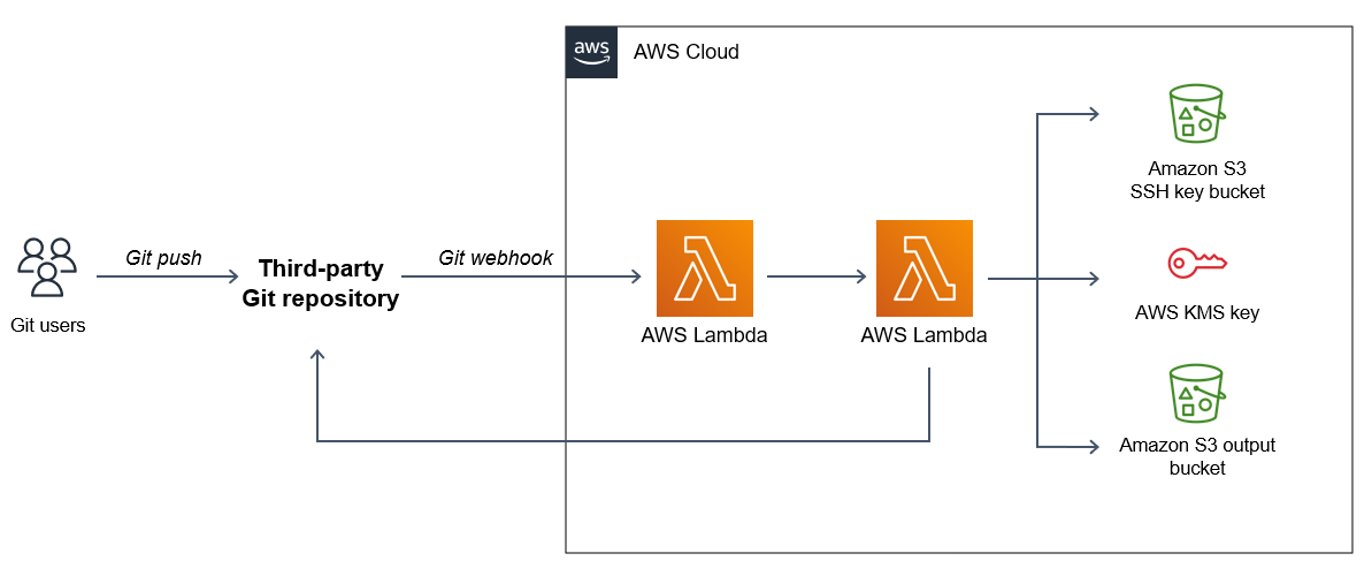 aws
AWS Cloud
Amazon S3
SSH key bucket
Git push
Third-party
Git repository
Git webhook
Git users
AWS Lambda
AWS Lambda
AWS KMS key
Amazon S3 output
bucket